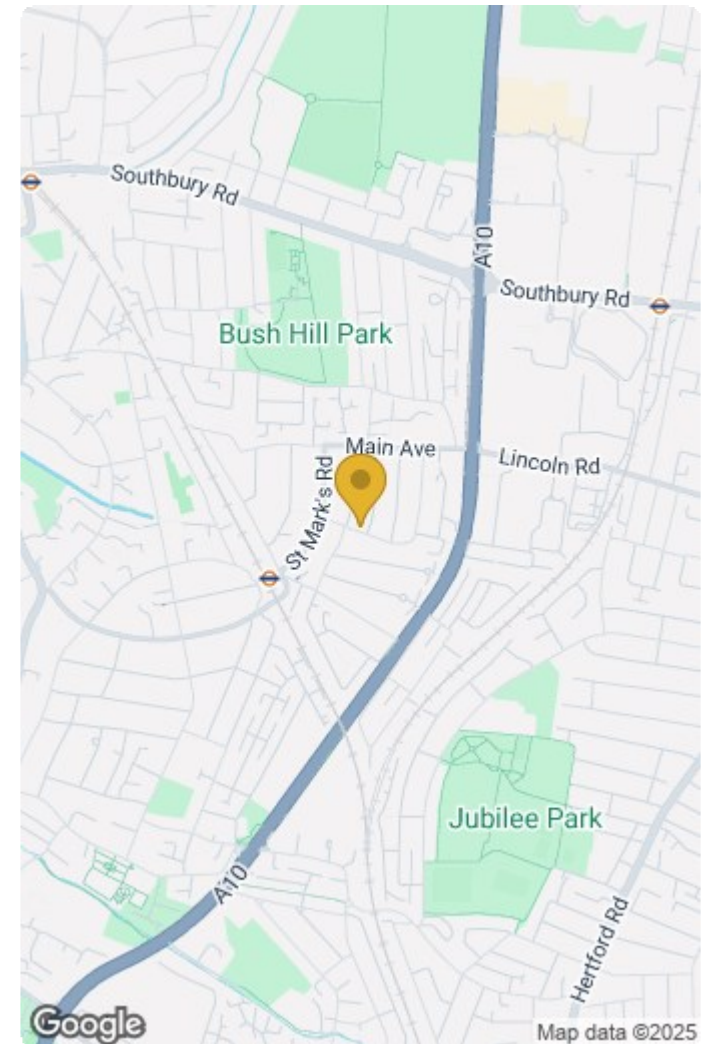 Southbury Rd
A10
Southbury Rd
Bush Hill Park
Main Ave
Lincoln Rd
St Mark's Rd
Jubilee Park
A10
Hertford Rd
Google
Map data ©2025